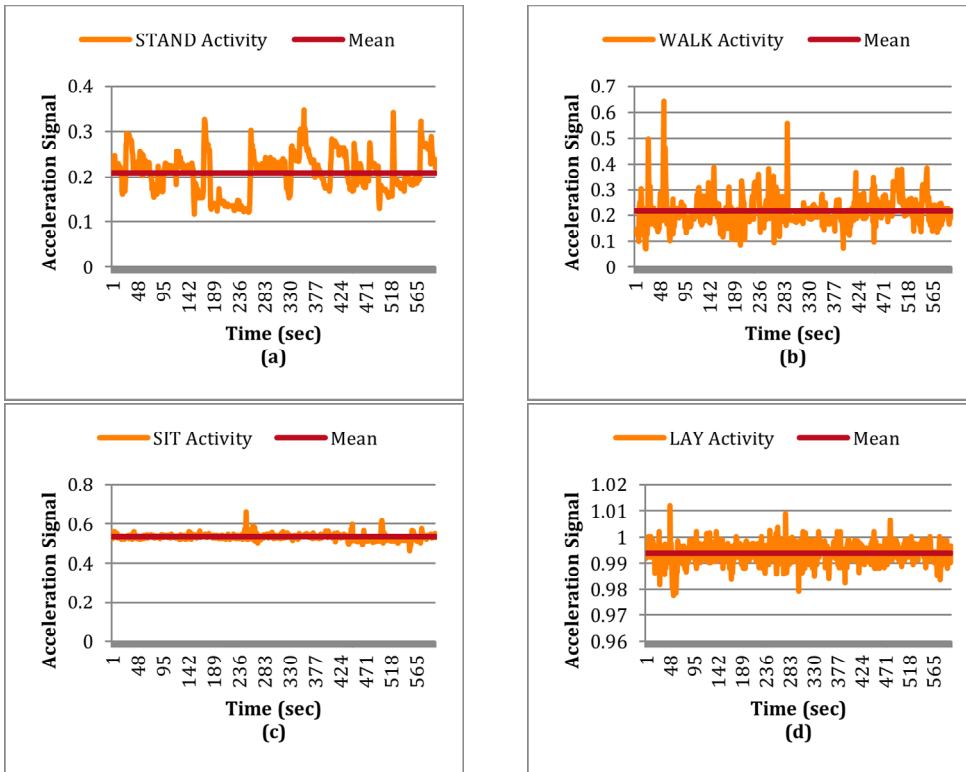 STAND Activity Mean
Acceleration Signal
0.4
0.3
0.2
0.1
0
1 48 95 142 189 236 283 330 377 424 471 518 565
Time (sec)
(a)
WALK Activity Mean
Acceleration Signal
0.7
0.6
0.5
0.4
0.3
0.2
0.1
0
1 48 95 142 189 236 283 330 377 424 471 518 565
Time (sec)
(b)
SIT Activity Mean
Acceleration Signal
0.8
0.6
0.4
0.2
0
1 48 95 142 189 236 283 330 377 424 471 518 565
Time (sec)
(c)
LAY Activity Mean
Acceleration Signal
1.02
1.01
1
0.99
0.98
0.97
0.96
1 48 95 142 189 236 283 330 377 424 471 518 565
Time (sec)
(d)